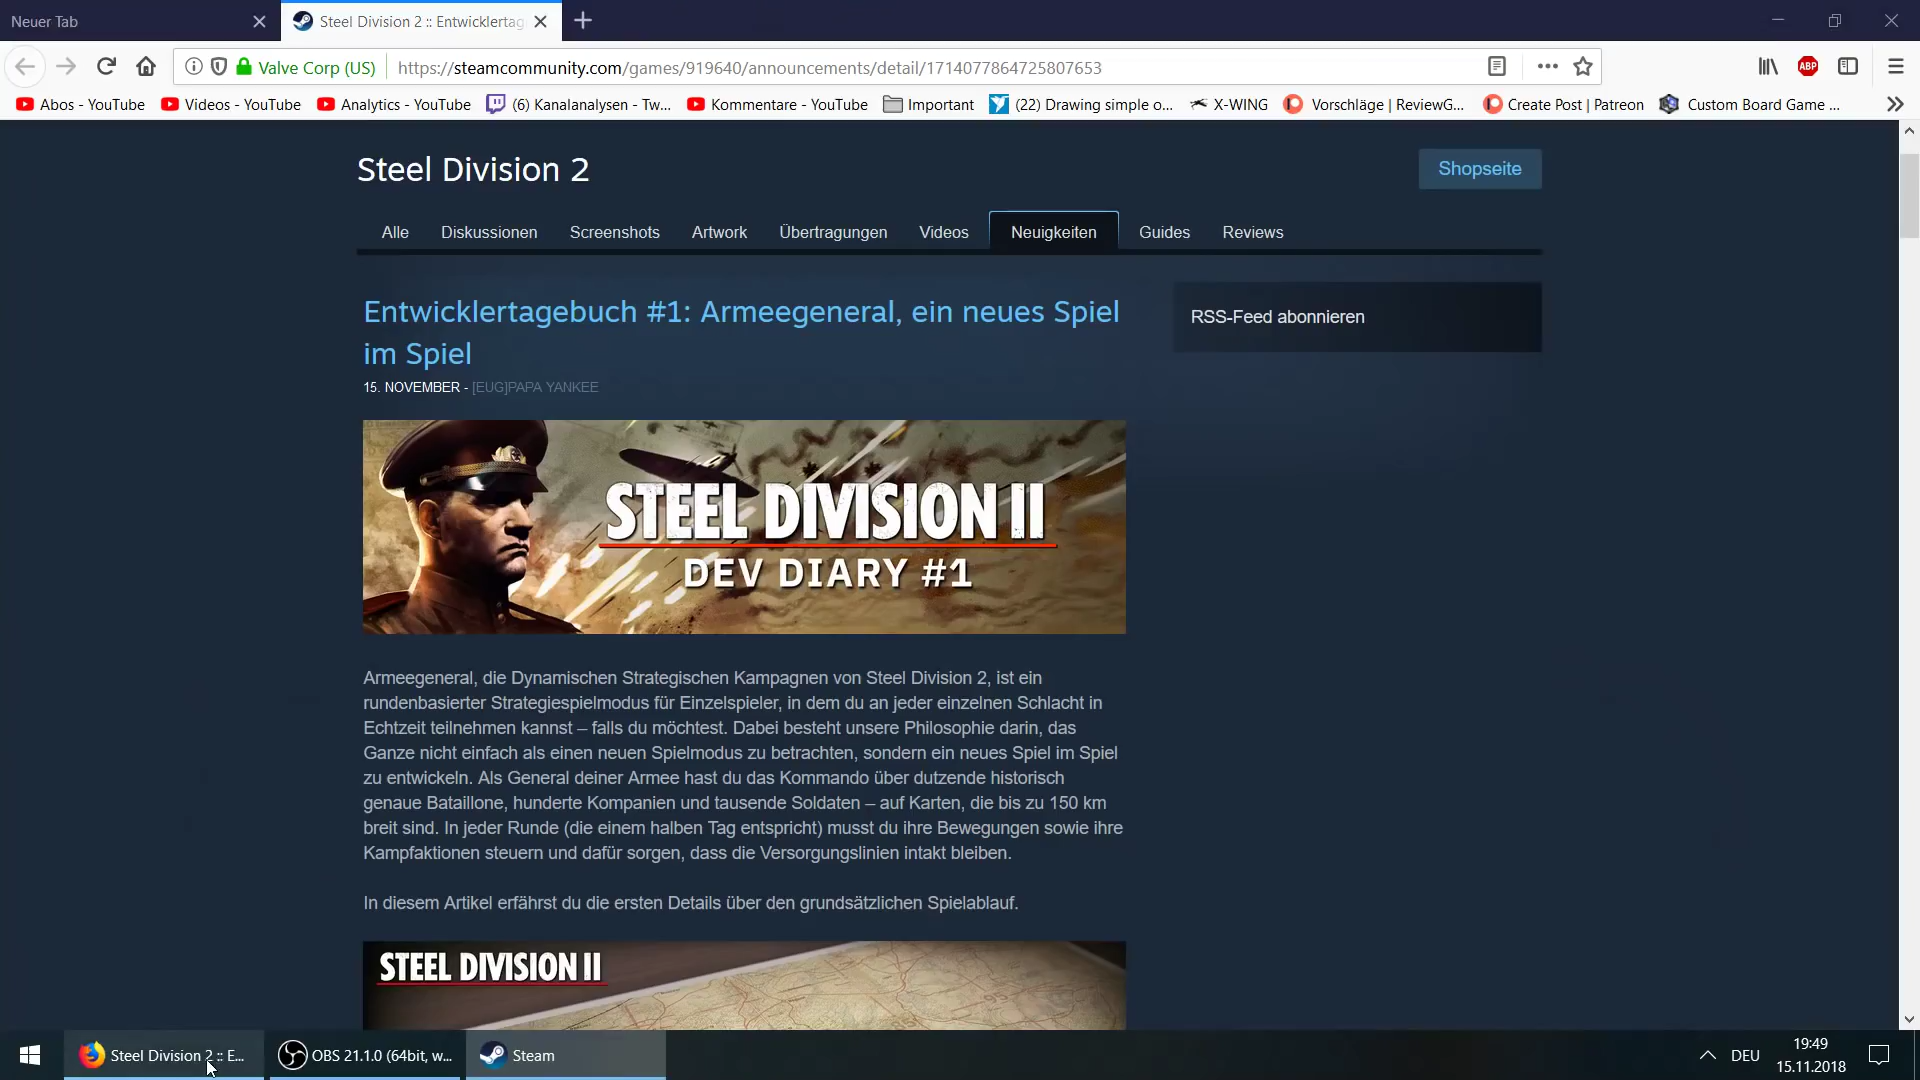 Neuer Tab
Steel Division 2 :: Entwicklertag
Valve Corp (US)
https://steamcommunity.com/games/919640/announcements/detail/1714077864725807653
ABP
Abos - YouTube
Videos - YouTube
Analytics - YouTube
(6) Kanalanalysen - Tw...
Kommentare - YouTube
Important
(22) Drawing simple o...
X-WING
Vorschläge | ReviewG...
Create Post | Patreon
Custom Board Game ...
Steel Division 2
Shopseite
Alle
Diskussionen
Screenshots
Artwork
Übertragungen
Videos
Neuigkeiten
Guides
Reviews
Entwicklertagebuch #1: Armeegeneral, ein neues Spiel
im Spiel
15. NOVEMBER - [EUG]PAPA YANKEE
RSS-Feed abonnieren
STEEL DIVISION II
DEV DIARY #1
Armeegeneral, die Dynamischen Strategischen Kampagnen von Steel Division 2, ist ein
rundenbasierter Strategiespielmodus für Einzelspieler, in dem du an jeder einzelnen Schlacht in
Echtzeit teilnehmen kannst – falls du möchtest. Dabei besteht unsere Philosophie darin, das
Ganze nicht einfach als einen neuen Spielmodus zu betrachten, sondern ein neues Spiel im Spiel
zu entwickeln. Als General deiner Armee hast du das Kommando über dutzende historisch
genaue Bataillone, hunderte Kompanien und tausende Soldaten – auf Karten, die bis zu 150 km
breit sind. In jeder Runde (die einem halben Tag entspricht) musst du ihre Bewegungen sowie ihre
Kampfaktionen steuern und dafür sorgen, dass die Versorgungslinien intakt bleiben.
In diesem Artikel erfährst du die ersten Details über den grundsätzlichen Spielablauf.
STEEL DIVISION II
Steel Division 2 :: E...
OBS 21.1.0 (64bit, w...
Steam
DEU
19:49
15.11.2018